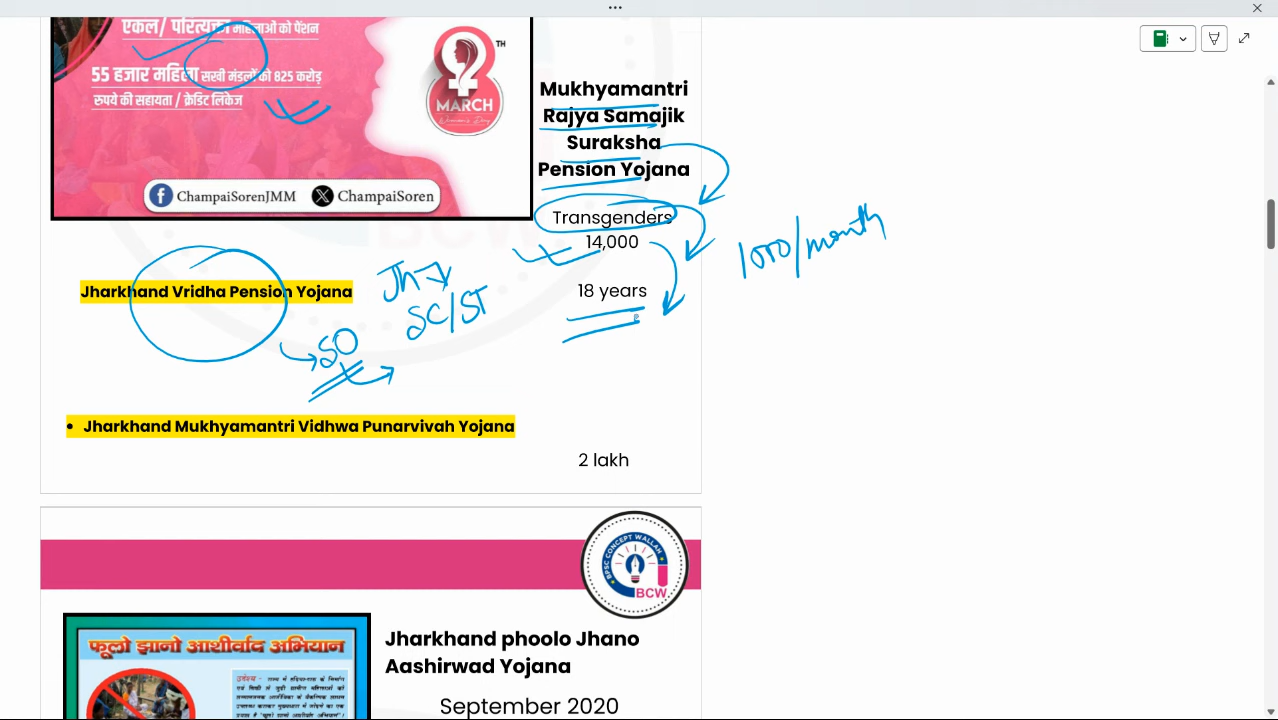 एकल/ परित्यक्ता महिलाओं को पेंशन
55 हजार महिला सखी मंडलों को 825 करोड़
रुपये की सहायता / क्रेडिट लिंकेज
TH
MARCH
Women's Day
ChampaiSorenJMM
ChampaiSoren
Mukhyamantri
Rajya Samajik
Suraksha
Pension Yojana
Transgenders
14,000
18 years
1000/month
Jharkhand Vridha Pension Yojana
Jh →
SC/ST
50
• Jharkhand Mukhyamantri Vidhwa Punarvivah Yojana
2 lakh
BPSC CONCEPT WALLAH
BCW
फूलो झानो आशीर्वाद अभियान
Jharkhand phoolo Jhano
Aashirwad Yojana
September 2020